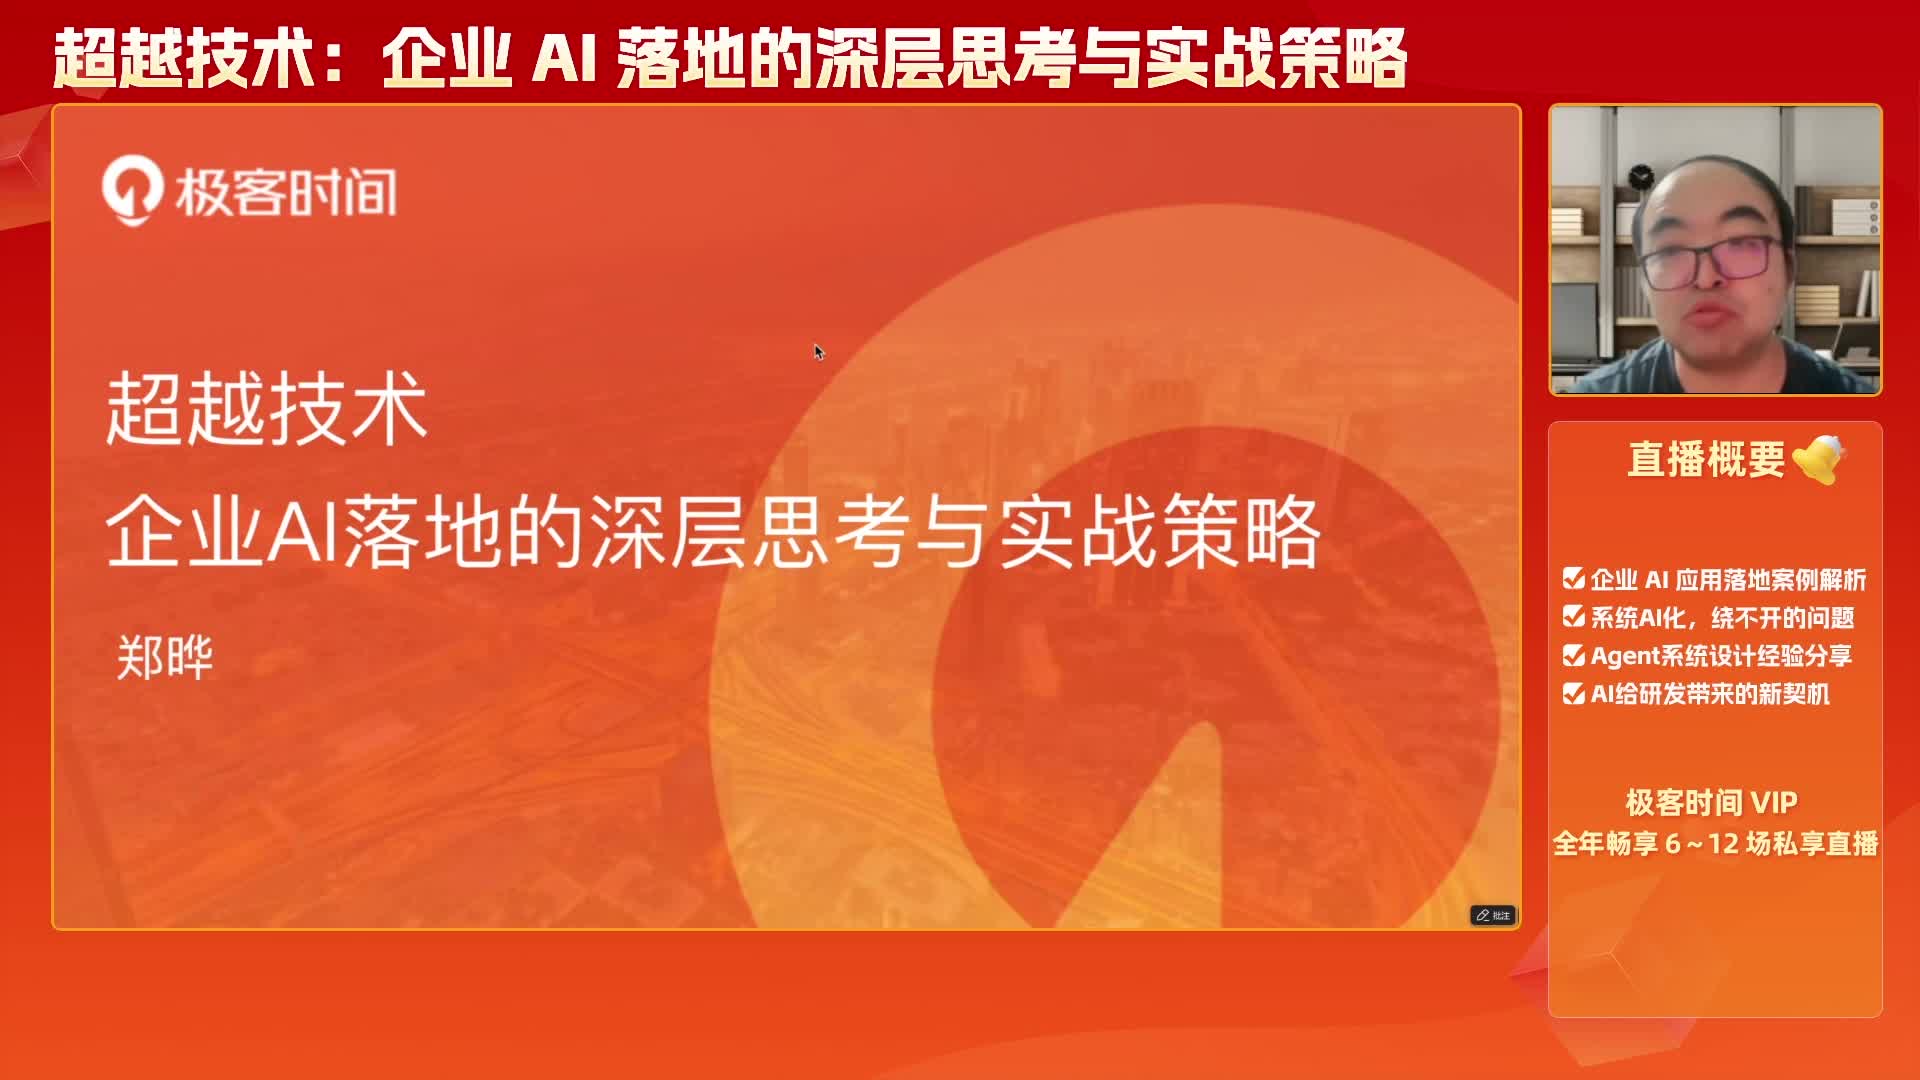 超越技术：企业 AI 落地的深层思考与实战策略
极客时间
超越技术
企业AI落地的深层思考与实战策略
郑晔
批注
直播概要
企业 AI 应用落地案例解析
系统AI化，绕不开的问题
Agent系统设计经验分享
AI给研发带来的新契机
极客时间 VIP
全年畅享 6~12 场私享直播